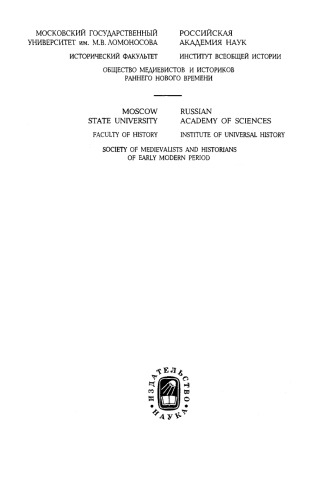 МОСКОВСКИЙ ГОСУДАРСТВЕННЫЙ
УНИВЕРСИТЕТ им. М.В. ЛОМОНОСОВА
ИСТОРИЧЕСКИЙ ФАКУЛЬТЕТ
РОССИЙСКАЯ
АКАДЕМИЯ НАУК
ИНСТИТУТ ВСЕОБЩЕЙ ИСТОРИИ
ОБЩЕСТВО МЕДИЕВИСТОВ И ИСТОРИКОВ
РАННЕГО НОВОГО ВРЕМЕНИ
MOSCOW
STATE UNIVERSITY
FACULTY OF HISTORY
RUSSIAN
ACADEMY OF SCIENCES
INSTITUTE OF UNIVERSAL HISTORY
SOCIETY OF MEDIEVALISTS AND HISTORIANS
OF EARLY MODERN PERIOD
ИЗДАТЕЛЬСТВО
НАУКА